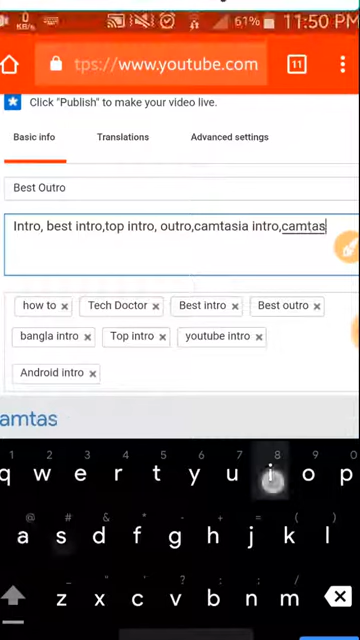 0 KB/s 61% 11:50 PM
tps://www.youtube.com 11
Click "Publish" to make your video live.
Basic info Translations Advanced settings
Best Outro
Intro, best intro,top intro, outro,camtasia intro,camtas
how to × Tech Doctor × Best intro × Best outro ×
bangla intro × Top intro × youtube intro ×
Android intro ×
amtas
1 2 3 4 5 6 7 8 9 0
q w e r t y u i o p
@ # & * - + = ( )
a s d f g h j k l
_ $ " ' : ; /
z x c v b n m